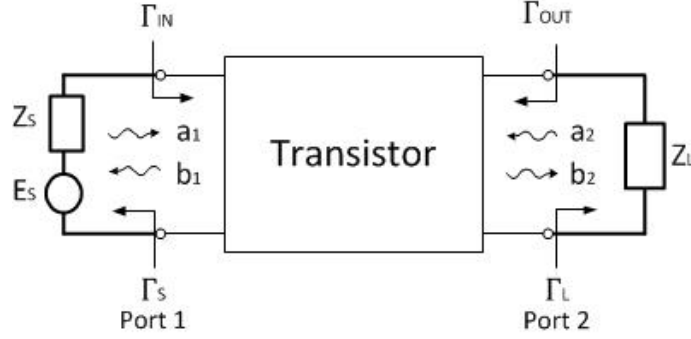 ΓIN
ΓOUT
ZS
a1
a2
Transistor
ZL
b1
b2
ES
ΓS
ΓL
Port 1
Port 2